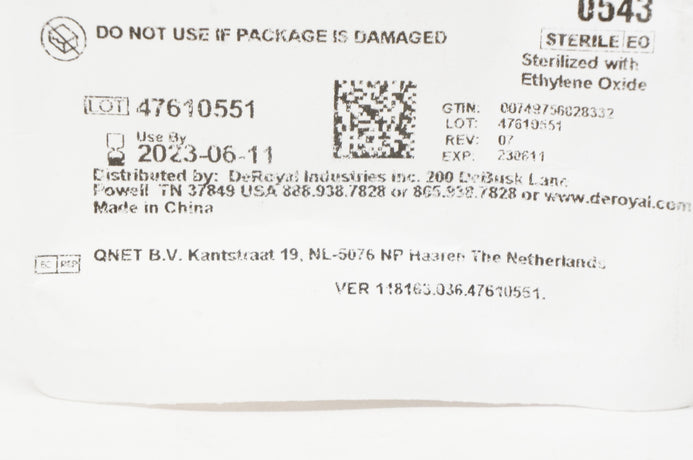 0543
DO NOT USE IF PACKAGE IS DAMAGED
STERILE EO
Sterilized with
Ethylene Oxide
LOT 47610551
Use By
2023-06-11
GTIN: 00749756028332
LOT: 47610551
REV: 07
EXP: 230611
Distributed by: DeRoyal Industries Inc. 200 DeBusk Lane
Powell TN 37849 USA 888.938.7828 or 865.938.7828 or www.deroyal.com
Made in China
EC REP
QNET B.V. Kantstraat 19, NL-5076 NP Haaren The Netherlands
VER 118163.036.47610551.